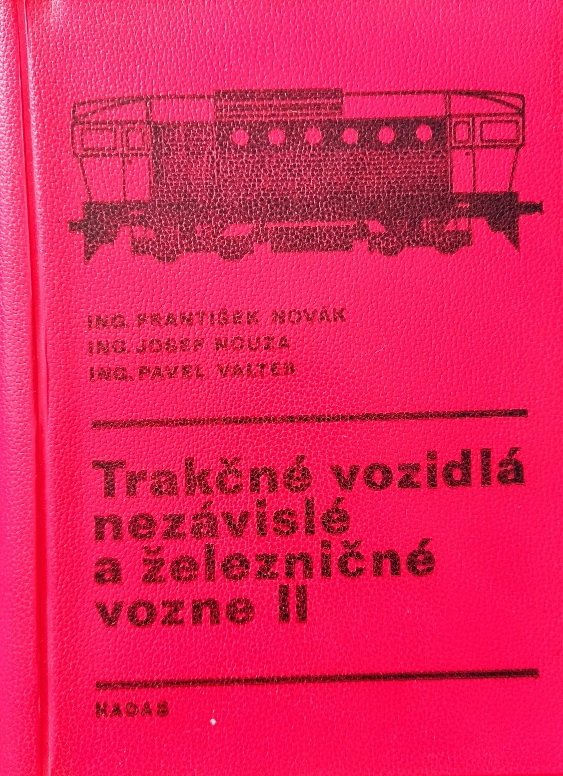 ING. FRANTIŠEK NOVÁK
ING. JOSEF NOUZA
ING. PAVEL VALTER
Trakčné vozidlá
nezávislé
a železničné
vozne II
NADAS